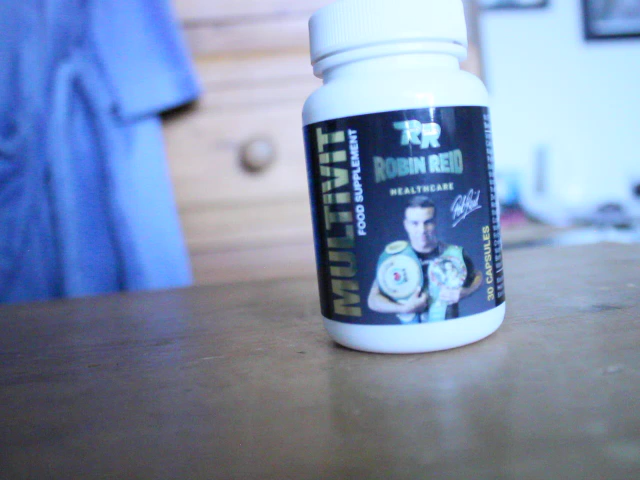 MULTIVIT
FOOD SUPPLEMENT
RR
ROBIN REID
HEALTHCARE
30 CAPSULES